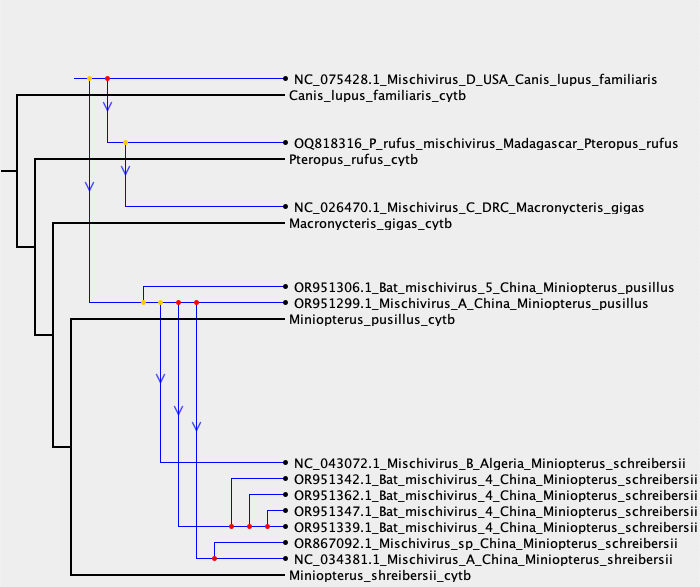 NC_075428.1_Mischivirus_D_USA_Canis_lupus_familiaris
Canis_lupus_familiaris_cytb
OQ818316_P_rufus_mischivirus_Madagascar_Pteropus_rufus
Pteropus_rufus_cytb
NC_026470.1_Mischivirus_C_DRC_Macronycteris_gigas
Macronycteris_gigas_cytb
OR951306.1_Bat_mischivirus_5_China_Miniopterus_pusillus
OR951299.1_Mischivirus_A_China_Miniopterus_pusillus
Miniopterus_pusillus_cytb
NC_043072.1_Mischivirus_B_Algeria_Miniopterus_schreibersii
OR951342.1_Bat_mischivirus_4_China_Miniopterus_schreibersii
OR951362.1_Bat_mischivirus_4_China_Miniopterus_schreibersii
OR951347.1_Bat_mischivirus_4_China_Miniopterus_schreibersii
OR951339.1_Bat_mischivirus_4_China_Miniopterus_schreibersii
OR867092.1_Mischivirus_sp_China_Miniopterus_schreibersii
NC_034381.1_Mischivirus_A_China_Miniopterus_shreibersii
Miniopterus_shreibersii_cytb